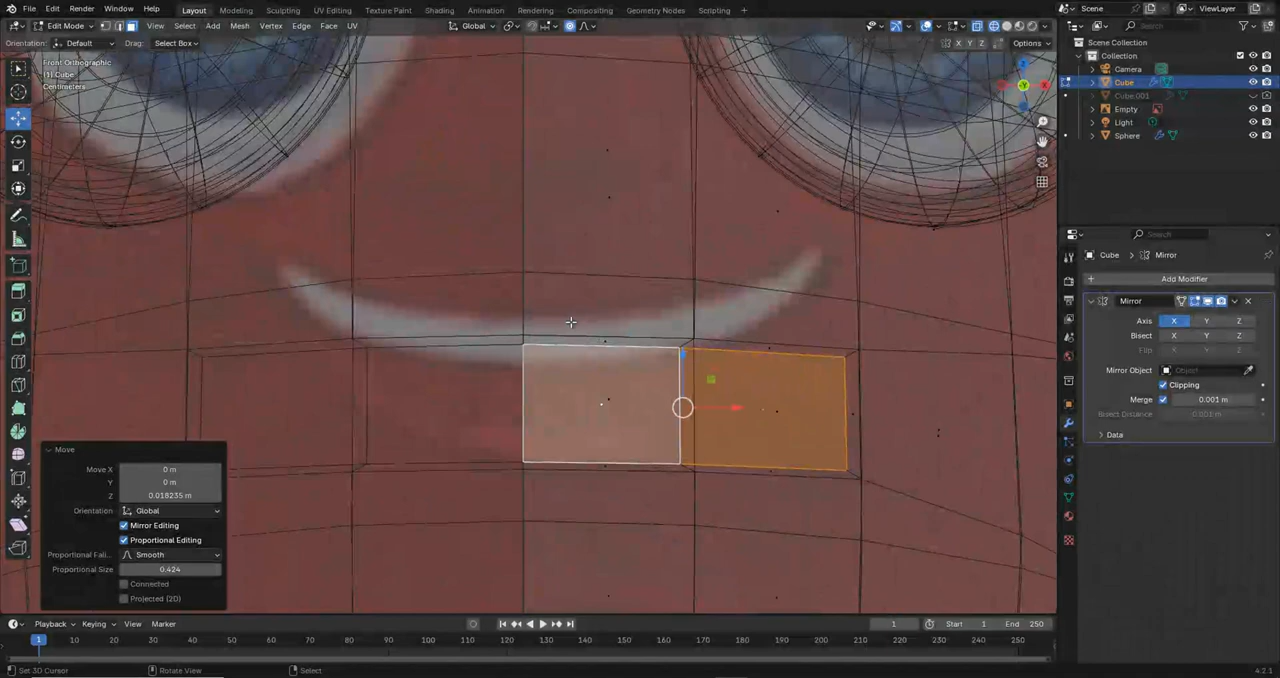 File Edit Render Window Help Layout Modeling Sculpting UV Editing Texture Paint Shading Animation Rendering Compositing Geometry Nodes Scripting + Scene ViewLayer
Edit Mode View Select Add Mesh Vertex Edge Face UV Global Search
Orientation: Default Drag: Select Box X Y Z Options Scene Collection
Front Orthographic
(1) Cube
Centimeters
Collection
Camera
Cube
Cube.001
Empty
Light
Sphere
Search
Cube Mirror
+ Add Modifier
Mirror
Axis X Y Z
Bisect X Y Z
Flip X Y Z
Mirror Object Object
Clipping
Merge 0.001 m
Bisect Distance 0.001 m
Data
Move
Move X 0 m
Y 0 m
Z 0.018235 m
Orientation Global
Mirror Editing
Proportional Editing
Proportional Fall... Smooth
Proportional Size 0.424
Connected
Projected (2D)
Playback Keying View Marker 1 Start 1 End 250
1 10 20 30 40 50 60 70 80 90 100 110 120 130 140 150 160 170 180 190 200 210 220 230 240 250
Set 3D Cursor Rotate View Select 4.2.1